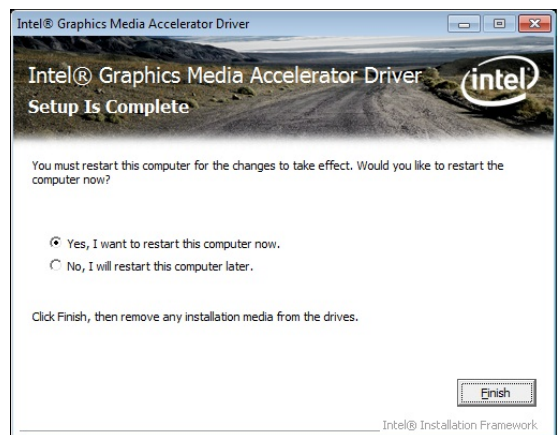 Intel® Graphics Media Accelerator Driver
Intel® Graphics Media Accelerator Driver
intel
Setup Is Complete
You must restart this computer for the changes to take effect. Would you like to restart the
computer now?
Yes, I want to restart this computer now.
No, I will restart this computer later.
Click Finish, then remove any installation media from the drives.
Finish
Intel® Installation Framework